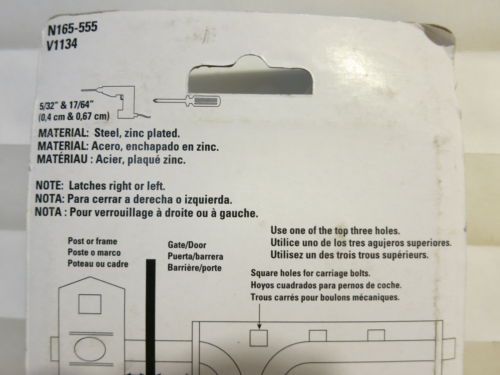 N165-555
V1134
5/32" & 17/64"
(0,4 cm & 0,67 cm)
MATERIAL: Steel, zinc plated.
MATERIAL: Acero, enchapado en zinc.
MATÉRIAU : Acier, plaqué zinc.
NOTE: Latches right or left.
NOTA: Para cerrar a derecha o izquierda.
NOTA : Pour verrouillage à droite ou à gauche.
Use one of the top three holes.
Utilice uno de los tres agujeros superiores.
Utilisez un des trois trous supérieurs.
Post or frame
Poste o marco
Poteau ou cadre
Gate/Door
Puerta/barrera
Barrière/porte
Square holes for carriage bolts.
Hoyos cuadrados para pernos de coche.
Trous carrés pour boulons mécaniques.